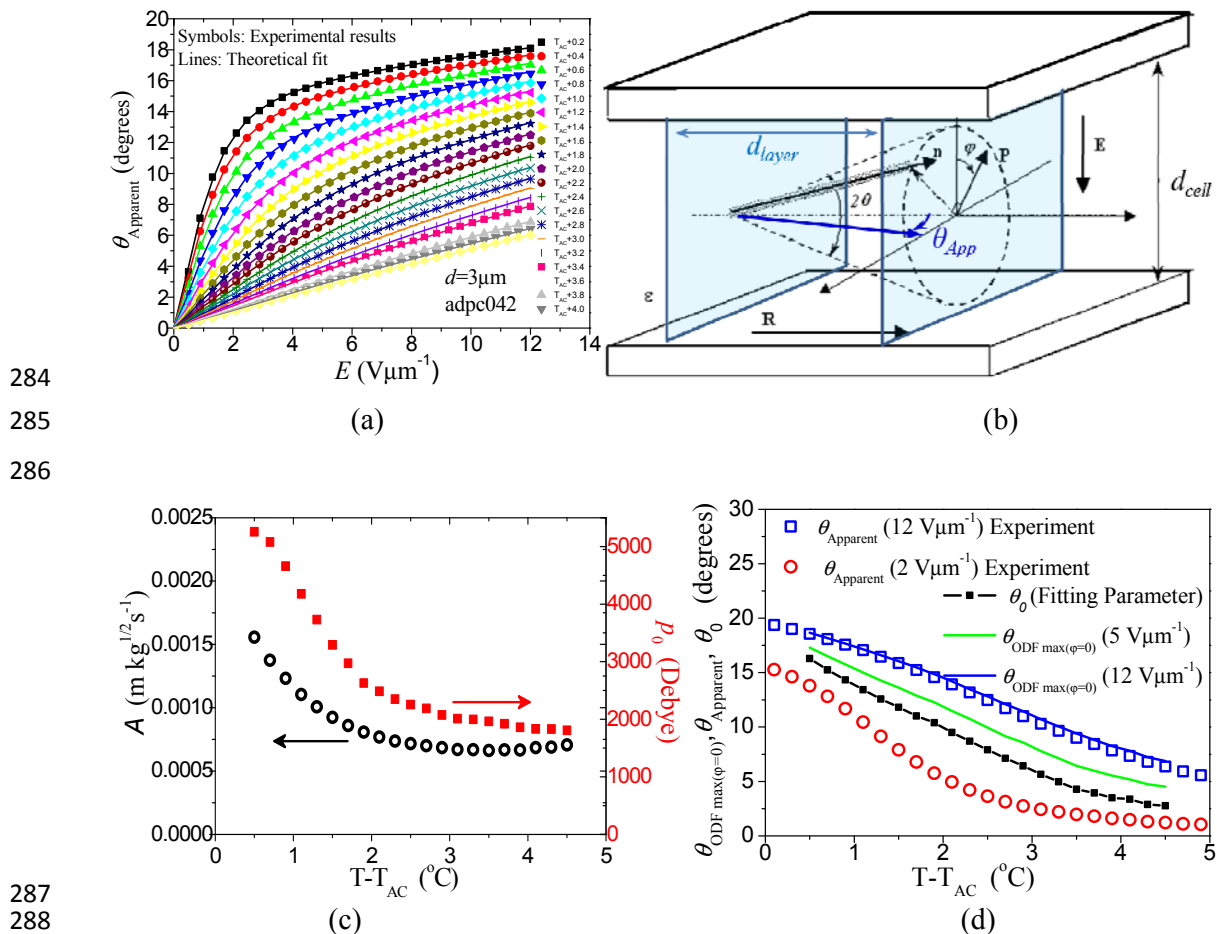 20
18
16
14
12
10
8
6
4
2
0
θApparent (degrees)
Symbols: Experimental results
Lines: Theoretical fit
d=3µm
adpc042
TAC+0.2
TAC+0.4
TAC+0.6
TAC+0.8
TAC+1.0
TAC+1.2
TAC+1.4
TAC+1.6
TAC+1.8
TAC+2.0
TAC+2.2
TAC+2.4
TAC+2.6
TAC+2.8
TAC+3.0
TAC+3.2
TAC+3.4
TAC+3.6
TAC+3.8
TAC+4.0
0 2 4 6 8 10 12 14
E (Vµm⁻¹)
dlayer
n
φ
p
E
dcell
2θ
θApp
ε
R
284
285 (a) (b)
286
0.0025
0.0020
0.0015
0.0010
0.0005
0.0000
A (m kg^1/2 s⁻¹)
5000
4000
3000
2000
1000
0
p₀ (Debye)
0 1 2 3 4 5
T-TAC (°C)
30
25
20
15
10
5
0
θODF max(φ=0), θApparent, θ₀ (degrees)
θApparent (12 Vµm⁻¹) Experiment
θApparent (2 Vµm⁻¹) Experiment
θ₀ (Fitting Parameter)
θODF max(φ=0) (5 Vµm⁻¹)
θODF max(φ=0) (12 Vµm⁻¹)
0 1 2 3 4 5
T-TAC (°C)
287
288 (c) (d)